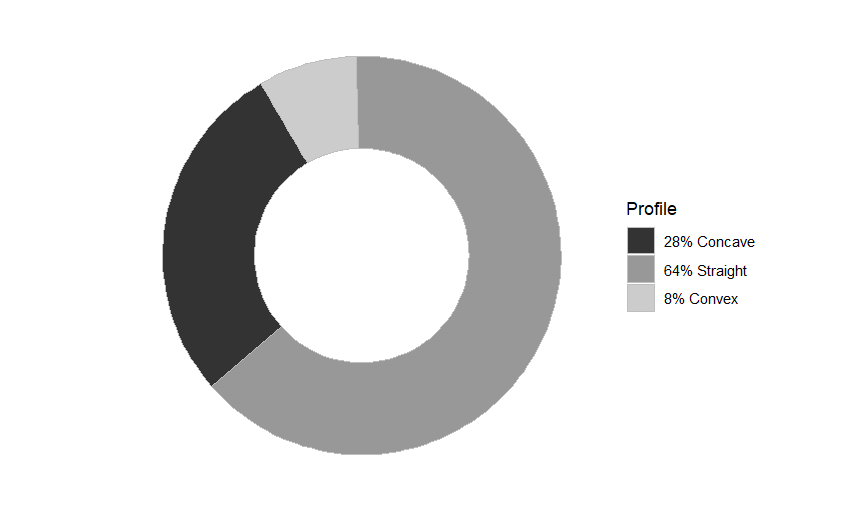 Profile
28% Concave
64% Straight
8% Convex